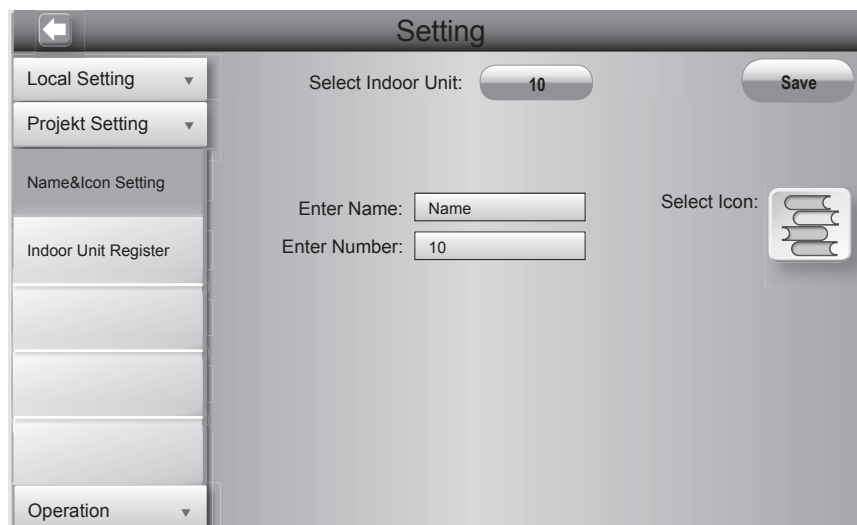 Setting
Local Setting
Projekt Setting
Name&Icon Setting
Indoor Unit Register
Operation
Select Indoor Unit: 10
Save
Enter Name: Name
Enter Number: 10
Select Icon: